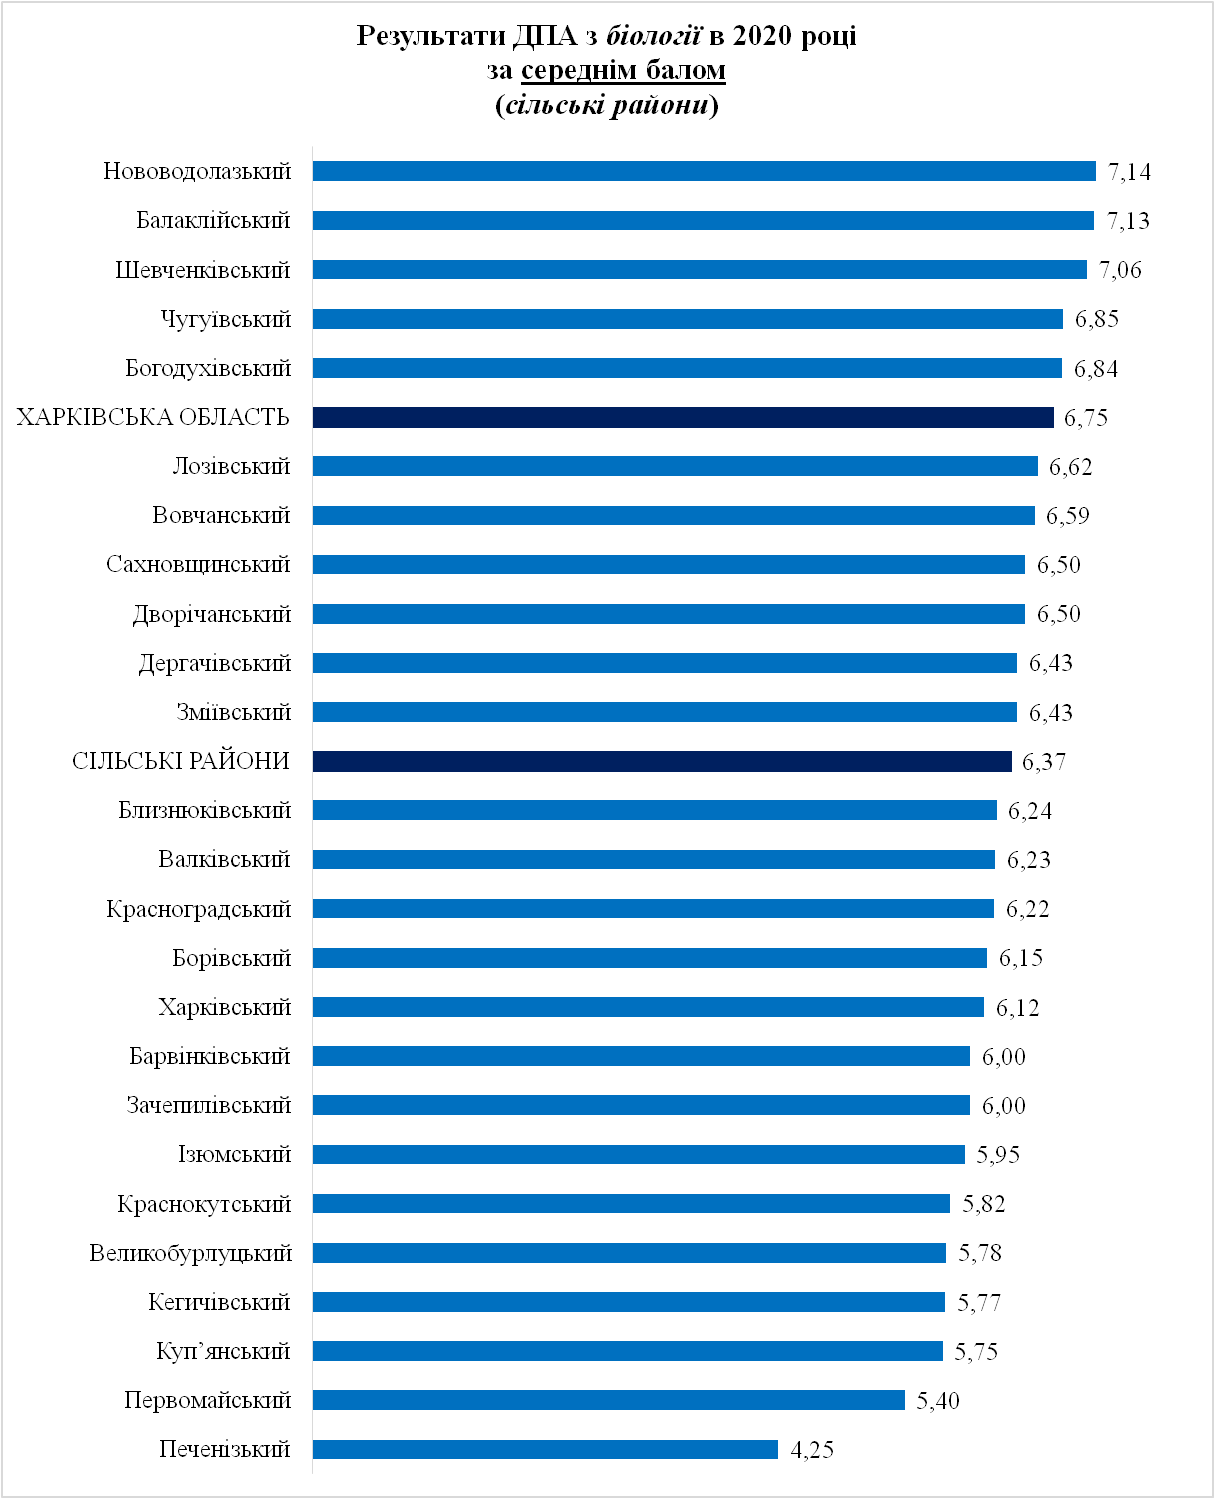 Результати ДПА з біології в 2020 році
за середнім балом
(сільські райони)
Нововодолазький 7,14
Балаклійський 7,13
Шевченківський 7,06
Чугуївський 6,85
Богодухівський 6,84
ХАРКІВСЬКА ОБЛАСТЬ 6,75
Лозівський 6,62
Вовчанський 6,59
Сахновщинський 6,50
Дворічанський 6,50
Дергачівський 6,43
Зміївський 6,43
СІЛЬСЬКІ РАЙОНИ 6,37
Близнюківський 6,24
Валківський 6,23
Красноградський 6,22
Борівський 6,15
Харківський 6,12
Барвінківський 6,00
Зачепилівський 6,00
Ізюмський 5,95
Краснокутський 5,82
Великобурлуцький 5,78
Кегичівський 5,77
Куп’янський 5,75
Первомайський 5,40
Печенізький 4,25